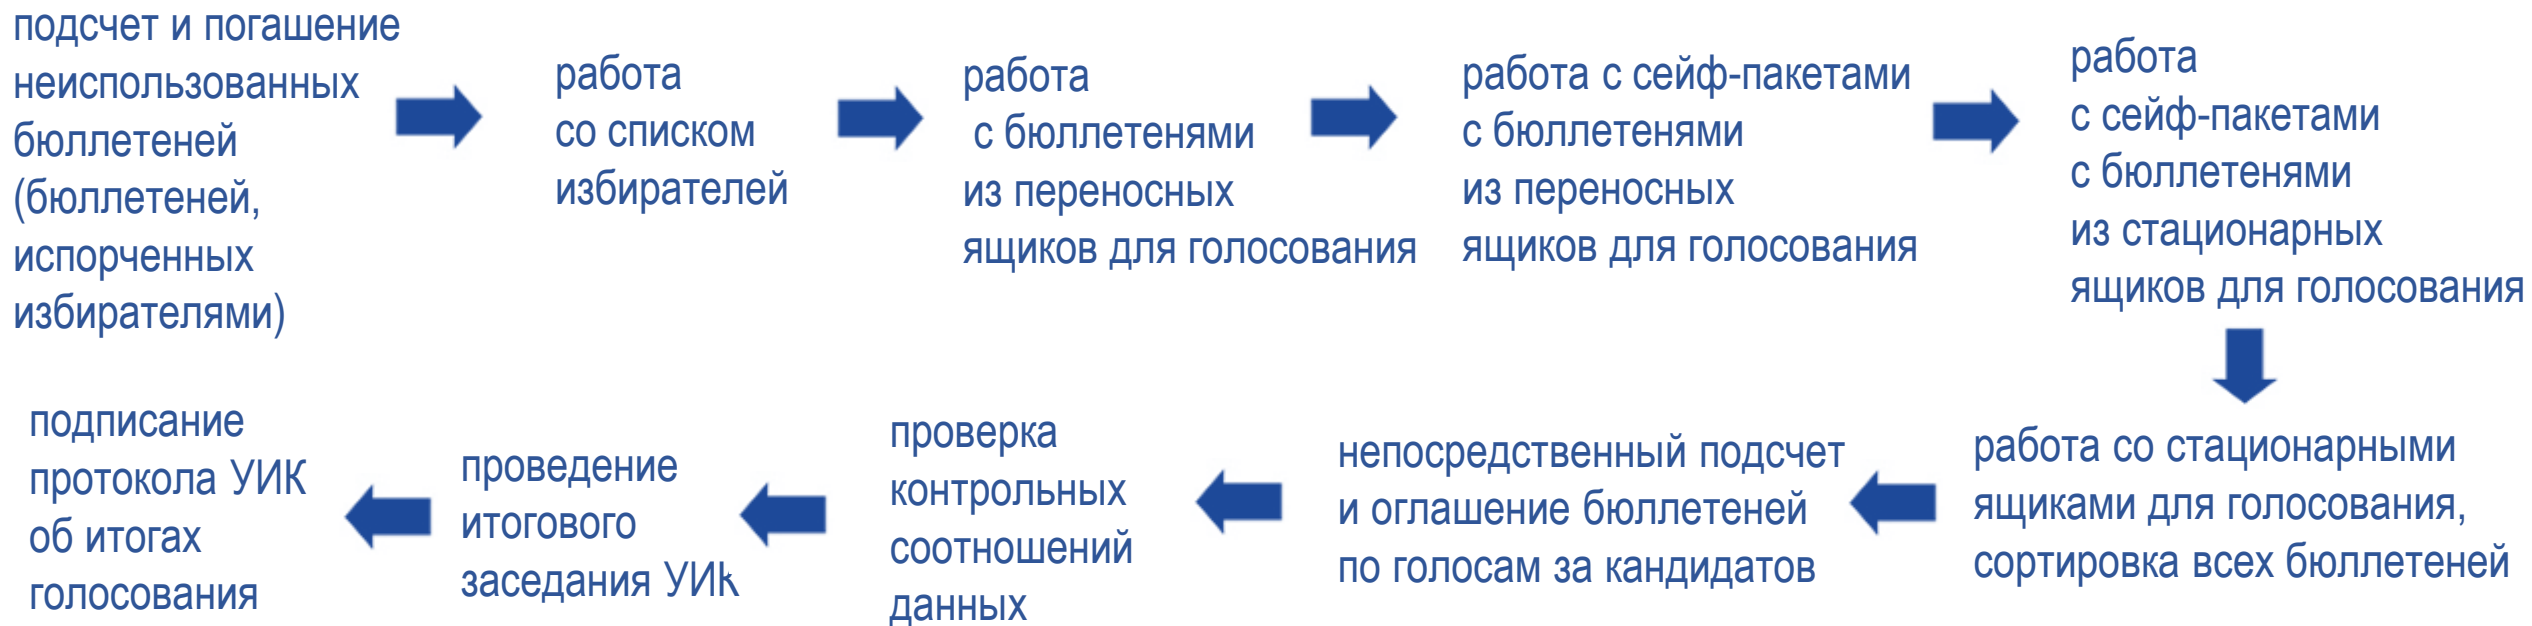 подсчет и погашение
неиспользованных
бюллетеней
(бюллетеней,
испорченных
избирателями)
работа
со списком
избирателей
работа
с бюллетенями
из переносных
ящиков для голосования
работа с сейф-пакетами
с бюллетенями
из переносных
ящиков для голосования
работа
с сейф-пакетами
с бюллетенями
из стационарных
ящиков для голосования
работа со стационарными
ящиками для голосования,
сортировка всех бюллетеней
непосредственный подсчет
и оглашение бюллетеней
по голосам за кандидатов
проверка
контрольных
соотношений
данных
проведение
итогового
заседания УИК
подписание
протокола УИК
об итогах
голосования